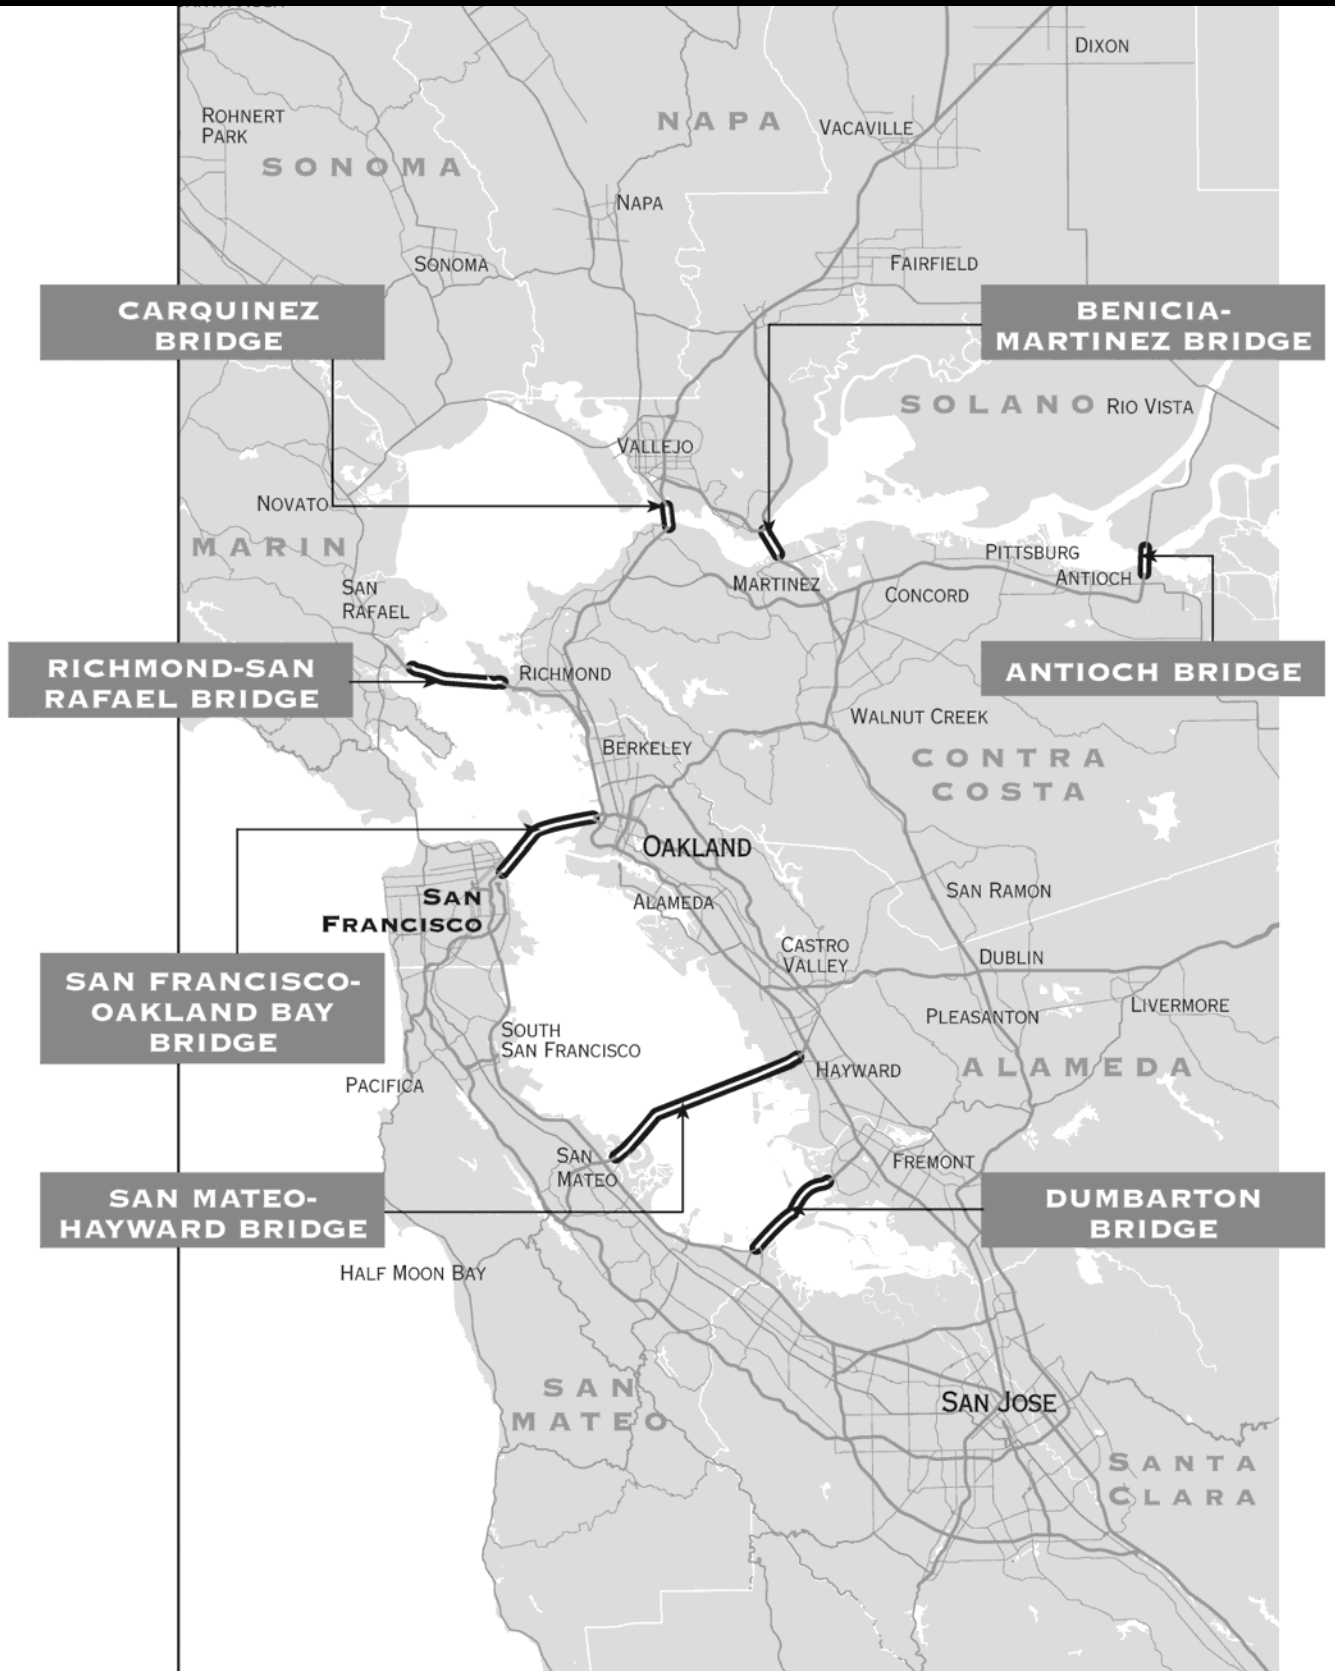 DIXON
ROHNERT
PARK
NAPA
VACAVILLE
SONOMA
NAPA
SONOMA
FAIRFIELD
CARQUINEZ
BRIDGE
BENICIA-
MARTINEZ BRIDGE
SOLANO
RIO VISTA
VALLEJO
NOVATO
MARIN
PITTSBURG
ANTIOCH
SAN
RAFAEL
MARTINEZ
CONCORD
RICHMOND-SAN
RAFAEL BRIDGE
RICHMOND
ANTIOCH BRIDGE
WALNUT CREEK
BERKELEY
CONTRA
COSTA
OAKLAND
SAN
FRANCISCO
ALAMEDA
SAN RAMON
CASTRO
VALLEY
DUBLIN
SAN FRANCISCO-
OAKLAND BAY
BRIDGE
LIVERMORE
PLEASANTON
SOUTH
SAN FRANCISCO
HAYWARD
ALAMEDA
PACIFICA
SAN
MATEO
FREMONT
SAN MATEO-
HAYWARD BRIDGE
DUMBARTON
BRIDGE
HALF MOON BAY
SAN
MATEO
SAN JOSE
SANTA
CLARA